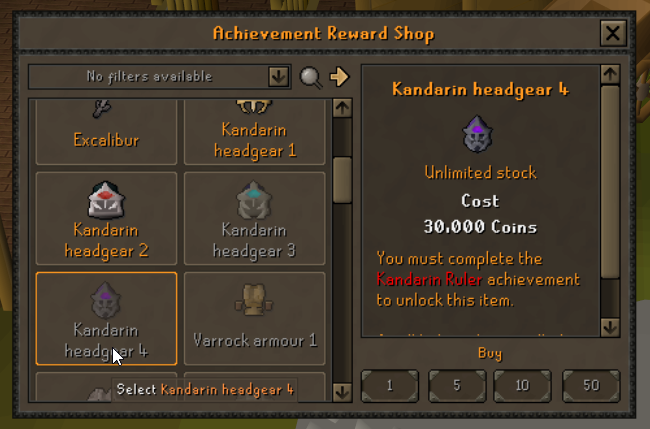 Achievement Reward Shop
No filters available
Excalibur
Kandarin
headgear 1
Kandarin
headgear 2
Kandarin
headgear 3
Kandarin
headgear 4
Varrock armour 1
Select Kandarin headgear 4
Kandarin headgear 4
Unlimited stock
Cost
30,000 Coins
You must complete the
Kandarin Ruler achievement
to unlock this item.
Buy
1
5
10
50